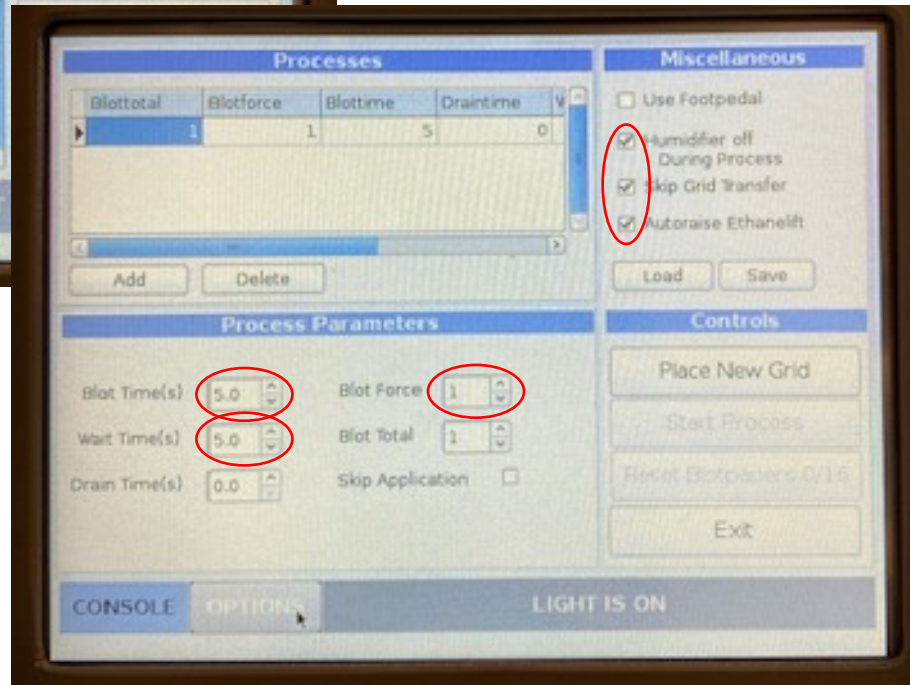 Processes
Blottotal Blotforce Blottime Draintime
1 1 5 0
Add Delete
Miscellaneous
Use Footpedal
Humidifier off
During Process
Skip Grid Transfer
Autoraise Ethanelift
Load Save
Process Parameters
Blot Time(s) 5.0 Blot Force 1
Wait Time(s) 5.0 Blot Total 1
Drain Time(s) 0.0 Skip Application
Controls
Place New Grid
Start Process
Reset Blotpapers 0/16
Exit
CONSOLE OPTIONS LIGHT IS ON